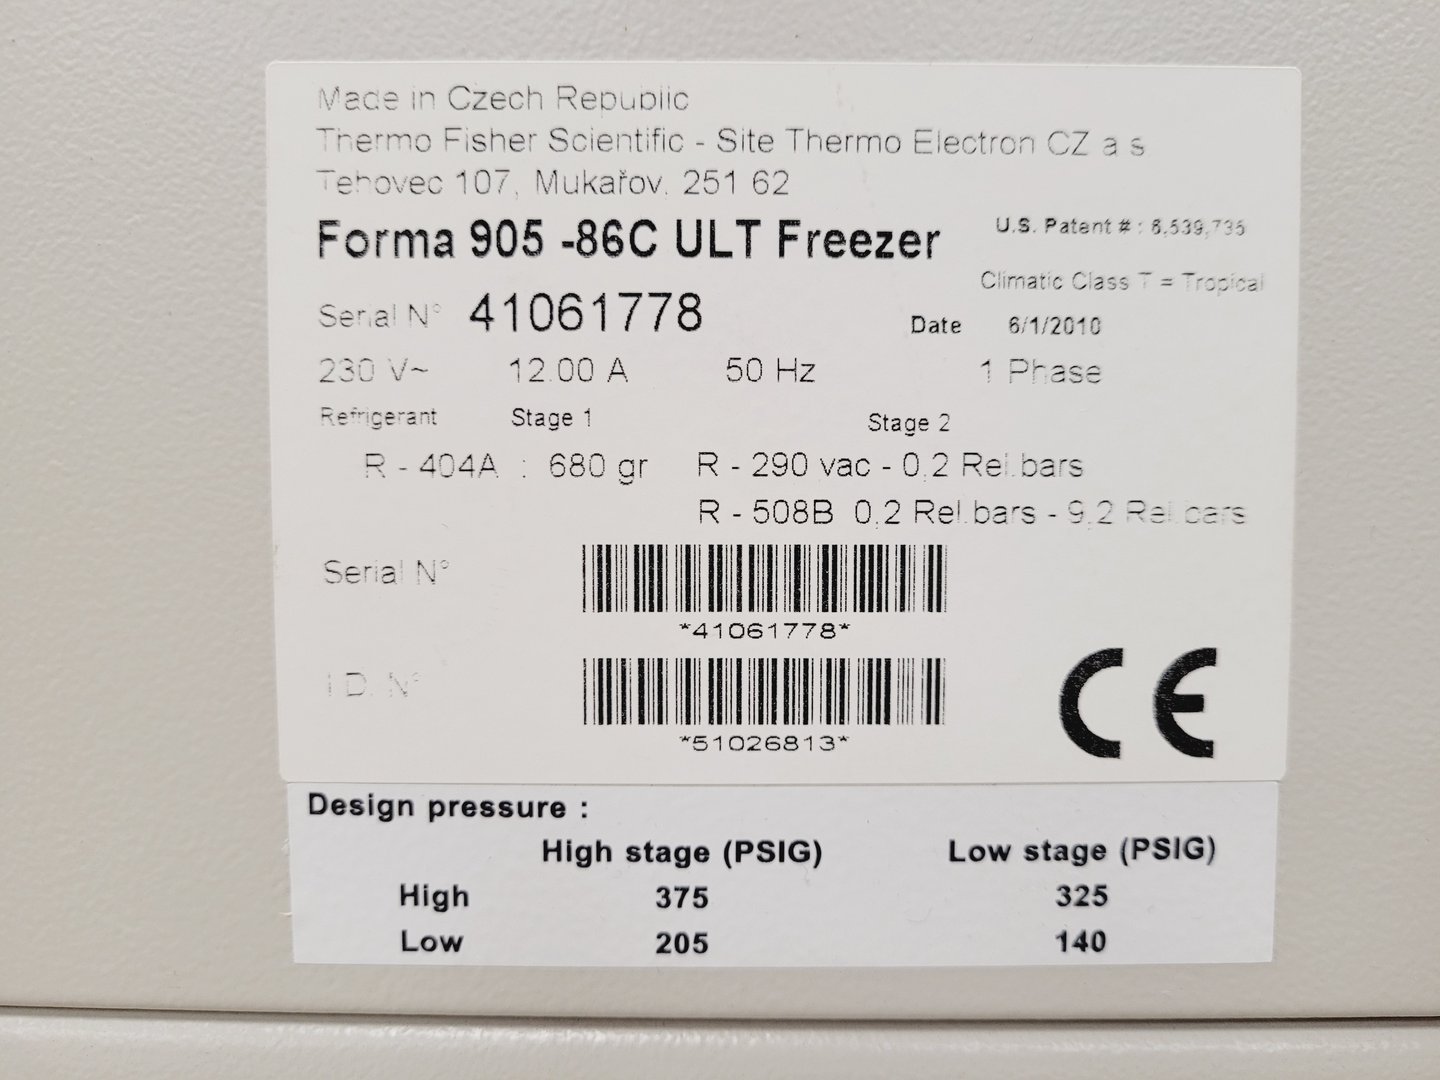 Made in Czech Republic
Thermo Fisher Scientific - Site Thermo Electron CZ a s
Tehovec 107, Mukařov, 251 62
Forma 905 -86C ULT Freezer
U.S. Patent # : 6,539,735
Climatic Class T = Tropical
Serial N° 41061778
Date 6/1/2010
230 V~ 12.00 A 50 Hz 1 Phase
Refrigerant Stage 1 Stage 2
R - 404A : 680 gr R - 290 vac - 0,2 Rel.bars
R - 508B 0,2 Rel.bars - 9,2 Rel.bars
Serial N°
*41061778*
I.D. N°
*51026813*
CE
Design pressure :
High stage (PSIG) Low stage (PSIG)
High 375 325
Low 205 140